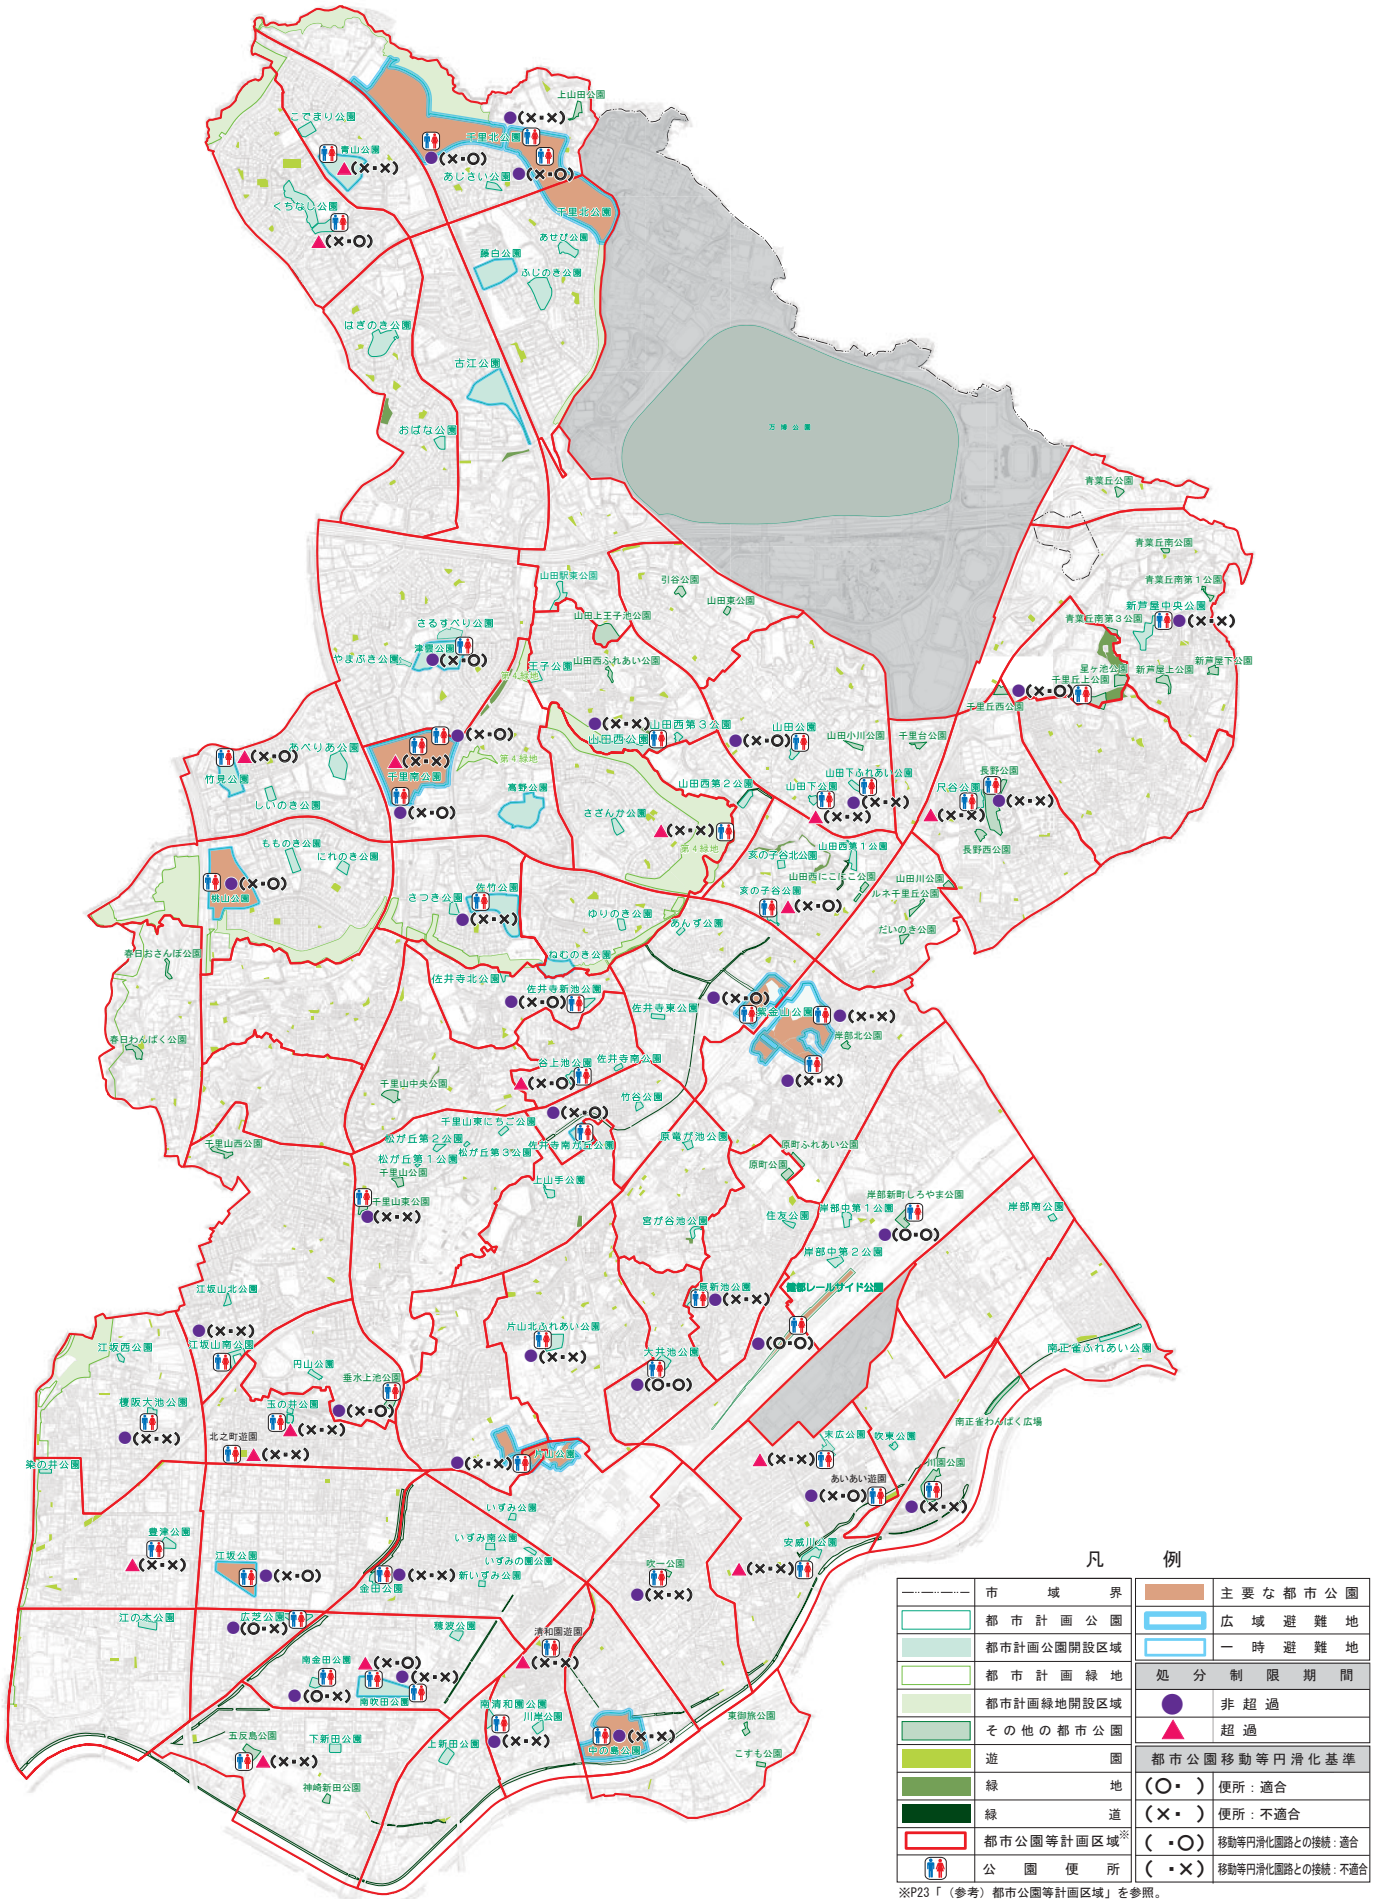 上山田公園
(×・×)
こでまり公園
千里北公園
青山公園
(×・×)
(×・○)
あじさい公園
(×・○)
くちなし公園
千里北公園
(×・○)
あせび公園
藤白公園
ふじのき公園
はぎのき公園
古江公園
万博公園
おばな公園
青葉丘公園
青葉丘南公園
山田駅東公園
引谷公園
青葉丘南第1公園
山田東公園
新芦屋中央公園
山田上王子池公園
青葉丘南第3公園
(×・×)
さるすべり公園
津雲公園
やまぶき公園
(×・○)
王子公園
山田西ふれあい公園
第4緑地
星ヶ池公園
新芦屋上公園
新芦屋下公園
千里丘上公園
(×・○)
千里丘西公園
(×・×)
山田西第3公園
山田公園
山田西公園
(×・○)
山田小川公園
千里台公園
(×・○)
あべりあ公園
(×・○)
(×・×)
千里南公園
第4緑地
竹見公園
しいのき公園
高野公園
(×・○)
山田西第2公園
山田下ふれあい公園
山田下公園
(×・×)
(×・×)
長野公園
尺谷公園
(×・×)
(×・×)
長野西公園
さざんか公園
(×・×)
第4緑地
もものき公園
にれのき公園
山田西第1公園
亥の子谷北公園
山田西にこにこ公園
山田川公園
ルネ千里丘公園
(×・○)
桃山公園
さつき公園
佐竹公園
(×・×)
ゆりのき公園
あんず公園
亥の子谷公園
(×・○)
だいのき公園
春日おさんぽ公園
ねむのき公園
佐井寺北公園
佐井寺新池公園
(×・○)
佐井寺東公園
(×・○)
紫金山公園
(×・×)
岸部北公園
(×・×)
春日わんぱく公園
谷上池公園
佐井寺南公園
(×・○)
千里山中央公園
竹谷公園
(×・○)
千里山東にちご公園
松が丘第2公園
松が丘第3公園
佐井寺南が丘公園
千里山西公園
松が丘第1公園
原竜が池公園
原町ふれあい公園
原町公園
千里山公園
上山手公園
千里山東公園
(×・×)
宮が谷池公園
住友公園
岸部中第1公園
岸部新町しろやま公園
(○・○)
岸部南公園
岸部中第2公園
江坂山北公園
原新池公園
(×・×)
健都レールサイド公園
(○・○)
(×・×)
江坂山南公園
江坂西公園
片山北ふれあい公園
(×・×)
大井池公園
(○・○)
南正雀ふれあい公園
円山公園
垂水上池公園
(×・○)
榎阪大池公園
(×・×)
玉の井公園
(×・×)
北之町遊園
(×・×)
南正雀わんぱく広場
末広公園
吹東公園
(×・×)
片山公園
(×・×)
川園公園
染の井公園
あいあい遊園
(×・○)
(×・×)
いずみ公園
豊津公園
(×・×)
いずみ南公園
いずみの園公園
新いずみ公園
安威川公園
(×・×)
江坂公園
(×・○)
金田公園
(×・×)
吹一公園
(×・×)
江の木公園
広芝公園
(○・×)
穂波公園
清和園遊園
(×・×)
南金田公園
(○・×)
(×・○)
(×・×)
南吹田公園
南清和園公園
川岸公園
(×・×)
中の島公園
(×・×)
東御旅公園
こすも公園
五反島公園
(×・×)
下新田公園
上新田公園
神崎新田公園
凡例
市域界
都市計画公園
都市計画公園開設区域
都市計画緑地
都市計画緑地開設区域
その他の都市公園
遊園
緑地
緑道
都市公園等計画区域※
公園便所
主要な都市公園
広域避難地
一時避難地
処分制限期間
非超過
超過
都市公園移動等円滑化基準
(○・ ) 便所：適合
(×・ ) 便所：不適合
( ・○) 移動等円滑化園路との接続：適合
( ・×) 移動等円滑化園路との接続：不適合
※P23「（参考）都市公園等計画区域」を参照。